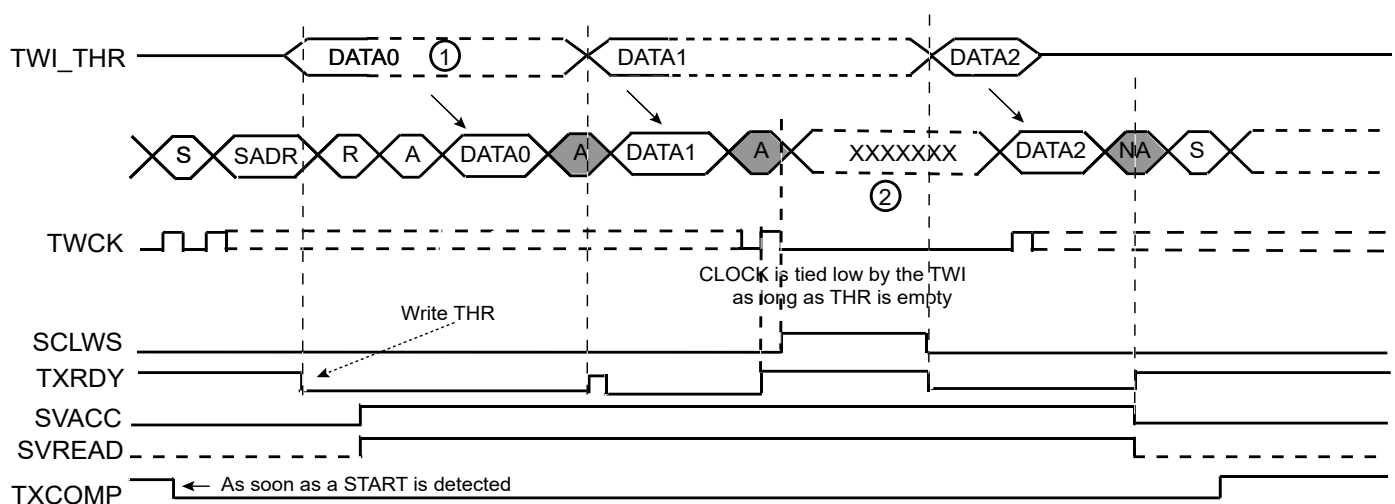 TWI_THR DATA0 1 DATA1 DATA2
S SADR R A DATA0 A DATA1 A XXXXXXX DATA2 NA S
2
TWCK
CLOCK is tied low by the TWI
as long as THR is empty
Write THR
SCLWS
TXRDY
SVACC
SVREAD
TXCOMP As soon as a START is detected